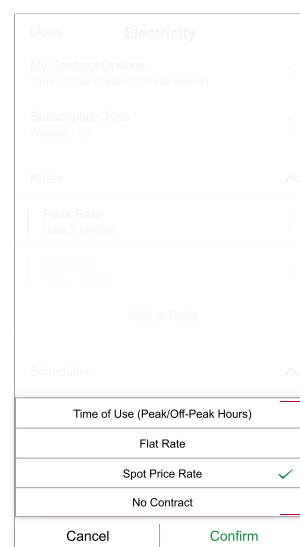 Close Electricity
My Contract Options
Time of Use (Peak/Off-Peak Hours)
Subscription Type
Rates
Peak Rate
Add a Rate
Schedules
Time of Use (Peak/Off-Peak Hours)
Flat Rate
Spot Price Rate
No Contract
Cancel Confirm